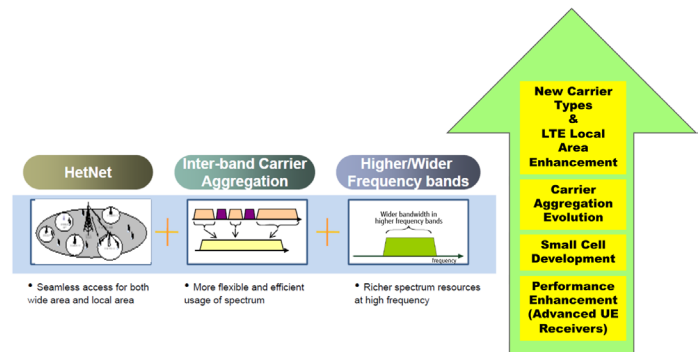 HetNet
Inter-band Carrier
Aggregation
Higher/Wider
Frequency bands
Wider bandwidth in
higher frequency bands
frequency
• Seamless access for both
wide area and local area
• More flexible and efficient
usage of spectrum
• Richer spectrum resources
at high frequency
New Carrier
Types
&
LTE Local
Area
Enhancement
Carrier
Aggregation
Evolution
Small Cell
Development
Performance
Enhancement
(Advanced UE
Receivers)